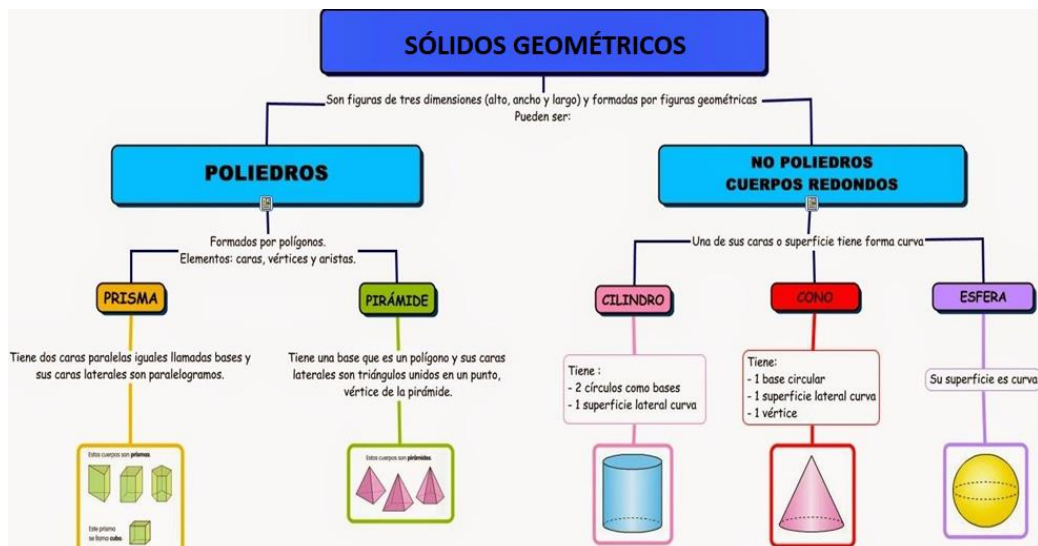 SÓLIDOS GEOMÉTRICOS
Son figuras de tres dimensiones (alto, ancho y largo) y formadas por figuras geométricas
Pueden ser:
POLIEDROS
NO POLIEDROS
CUERPOS REDONDOS
Formados por polígonos.
Elementos: caras, vértices y aristas.
Una de sus caras o superficie tiene forma curva
PRISMA
PIRÁMIDE
CILINDRO
CONO
ESFERA
Tiene dos caras paralelas iguales llamadas bases y
sus caras laterales son paralelogramos.
Tiene una base que es un polígono y sus caras
laterales son triángulos unidos en un punto,
vértice de la pirámide.
Tiene :
- 2 círculos como bases
- 1 superficie lateral curva
Tiene:
- 1 base circular
- 1 superficie lateral curva
- 1 vértice
Su superficie es curva
Estos cuerpos son prismas.
Este prisma
se llama cubo.
Estos cuerpos son pirámides.